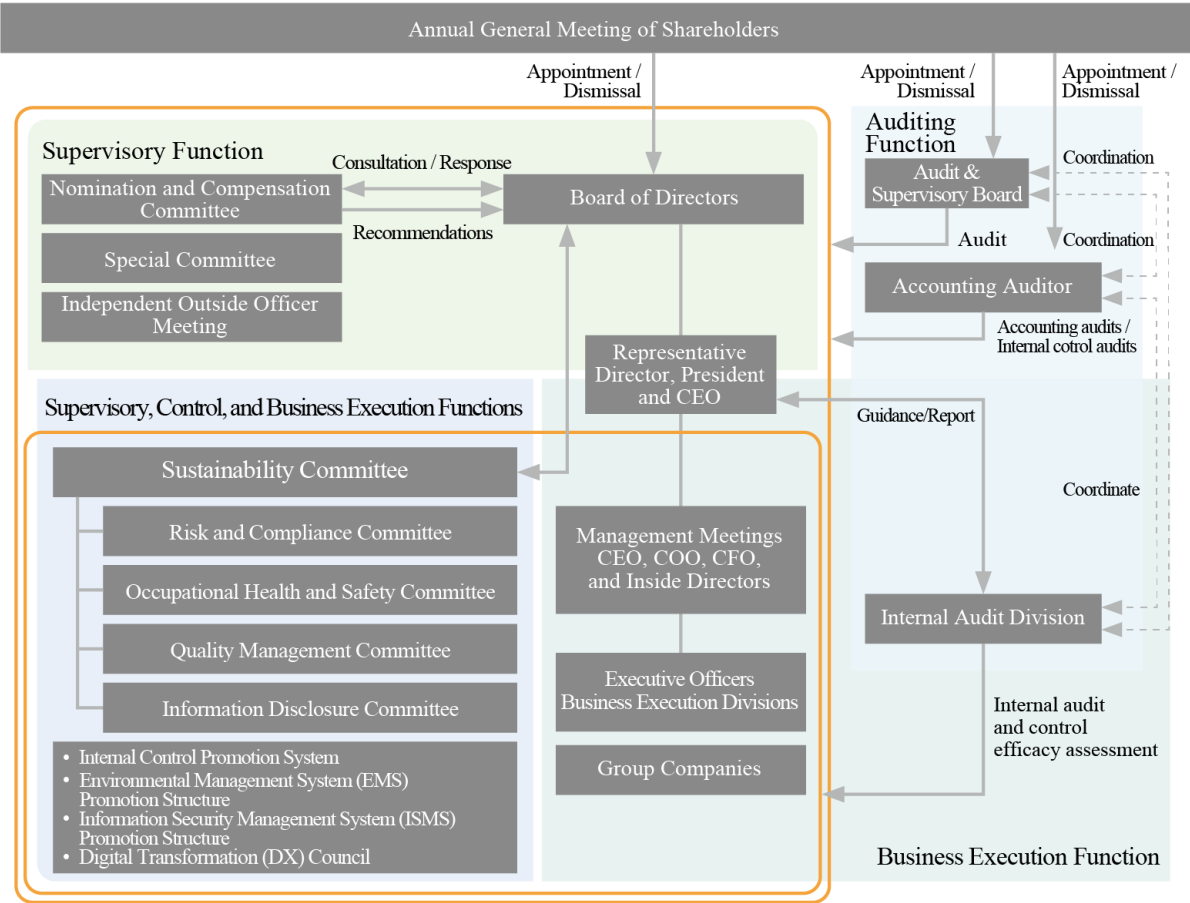 Annual General Meeting of Shareholders
Appointment /
Dismissal
Appointment /
Dismissal
Appointment /
Dismissal
Supervisory Function
Nomination and Compensation
Committee
Consultation / Response
Recommendations
Board of Directors
Special Committee
Independent Outside Officer
Meeting
Auditing
Function
Audit &
Supervisory Board
Coordination
Audit
Coordination
Accounting Auditor
Accounting audits /
Internal cotrol audits
Representative
Director, President
and CEO
Guidance/Report
Supervisory, Control, and Business Execution Functions
Sustainability Committee
Risk and Compliance Committee
Occupational Health and Safety Committee
Quality Management Committee
Information Disclosure Committee
• Internal Control Promotion System
• Environmental Management System (EMS)
Promotion Structure
• Information Security Management System (ISMS)
Promotion Structure
• Digital Transformation (DX) Council
Management Meetings
CEO, COO, CFO,
and Inside Directors
Executive Officers
Business Execution Divisions
Group Companies
Coordinate
Internal Audit Division
Internal audit
and control
efficacy assessment
Business Execution Function